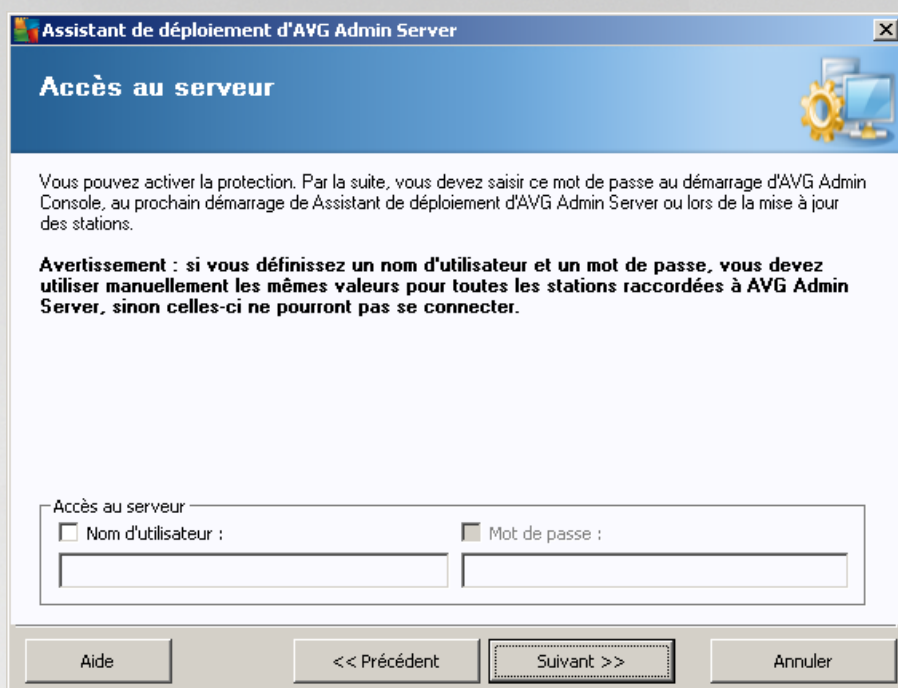 Assistant de déploiement d'AVG Admin Server
Accès au serveur
Vous pouvez activer la protection. Par la suite, vous devez saisir ce mot de passe au démarrage d'AVG Admin
Console, au prochain démarrage de Assistant de déploiement d'AVG Admin Server ou lors de la mise à jour
des stations.
Avertissement : si vous définissez un nom d'utilisateur et un mot de passe, vous devez
utiliser manuellement les mêmes valeurs pour toutes les stations raccordées à AVG Admin
Server, sinon celles-ci ne pourront pas se connecter.
Accès au serveur
Nom d'utilisateur : Mot de passe :
Aide << Précédent Suivant >> Annuler